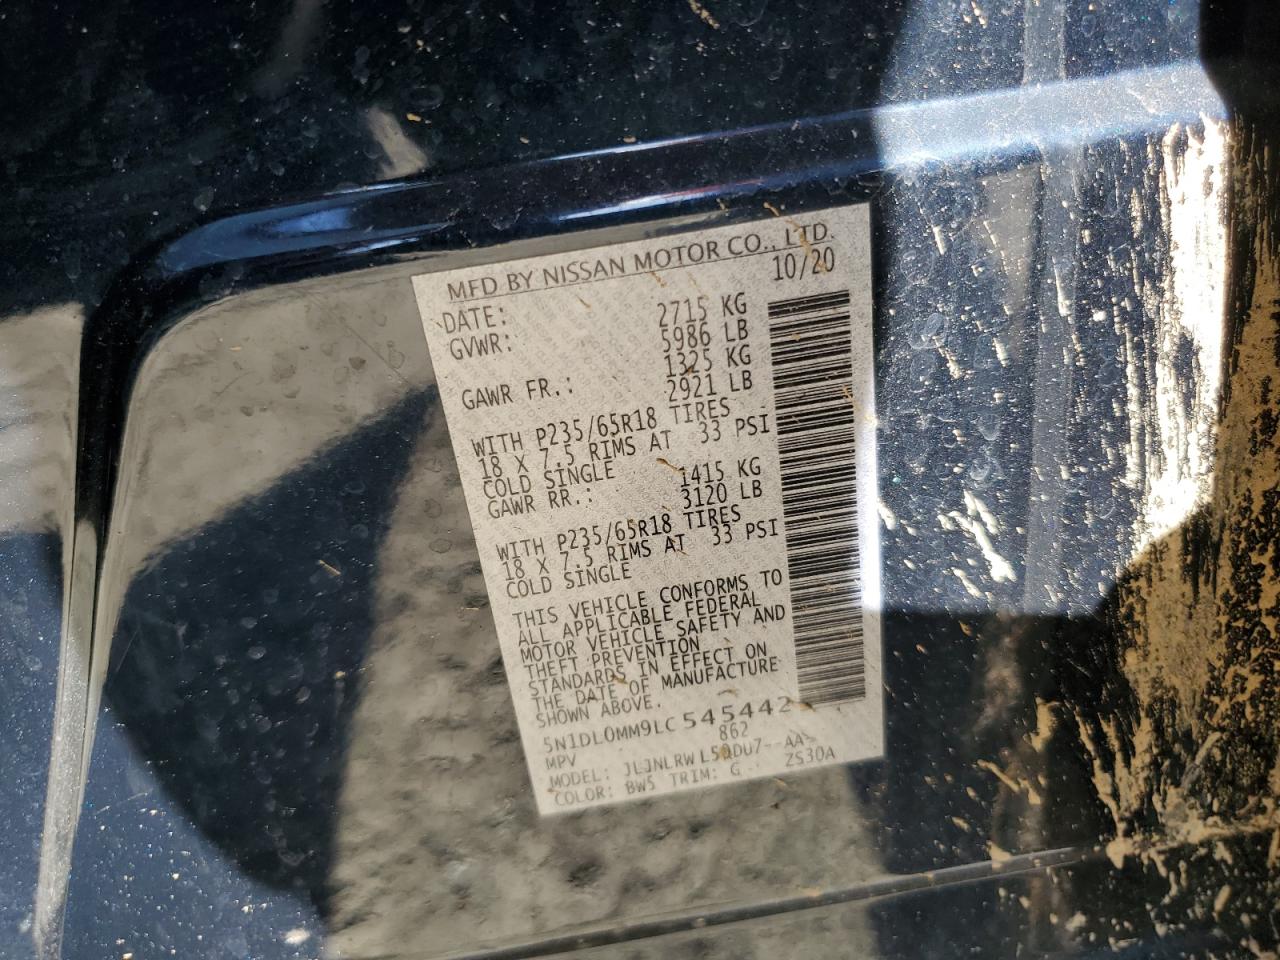 MFD BY NISSAN MOTOR CO., LTD.
DATE: 10/20
GVWR: 2715 KG
5986 LB
GAWR FR.: 1325 KG
2921 LB
WITH P235/65R18 TIRES
18 X 7.5 RIMS AT 33 PSI
COLD SINGLE
GAWR RR.: 1415 KG
3120 LB
WITH P235/65R18 TIRES
18 X 7.5 RIMS AT 33 PSI
COLD SINGLE
THIS VEHICLE CONFORMS TO
ALL APPLICABLE FEDERAL
MOTOR VEHICLE SAFETY AND
THEFT PREVENTION
STANDARDS IN EFFECT ON
THE DATE OF MANUFACTURE
SHOWN ABOVE.
5N1DL0MM9LC545442
MPV 862
MODEL:
COLOR: BW5 TRIM: G ZS30A